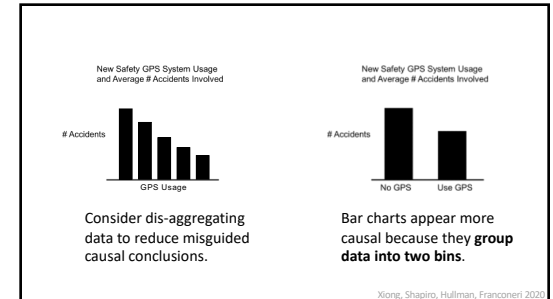 New Safety GPS System Usage
and Average # Accidents Involved
# Accidents
GPS Usage
Consider dis-aggregating
data to reduce misguided
causal conclusions.
New Safety GPS System Usage
and Average # Accidents Involved
# Accidents
No GPS Use GPS
Bar charts appear more
causal because they group
data into two bins.
Xiong, Shapiro, Hullman, Franconeri 2020